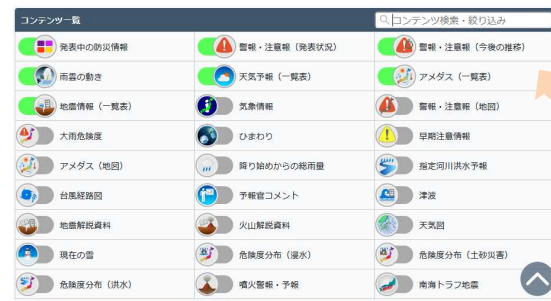 コンテンツ一覧
コンテンツ検索・絞り込み
発表中の防災情報
警報・注意報（発表状況）
警報・注意報（今後の推移）
雨雲の動き
天気予報（一覧表）
アメダス（一覧表）
地震情報（一覧表）
気象情報
警報・注意報（地図）
大雨危険度
ひまわり
早期注意情報
アメダス（地図）
降り始めからの総雨量
指定河川洪水予報
台風経路図
予報官コメント
津波
地震解説資料
火山解説資料
天気図
現在の雪
危険度分布（浸水）
危険度分布（土砂災害）
危険度分布（洪水）
噴火警報・予報
南海トラフ地震